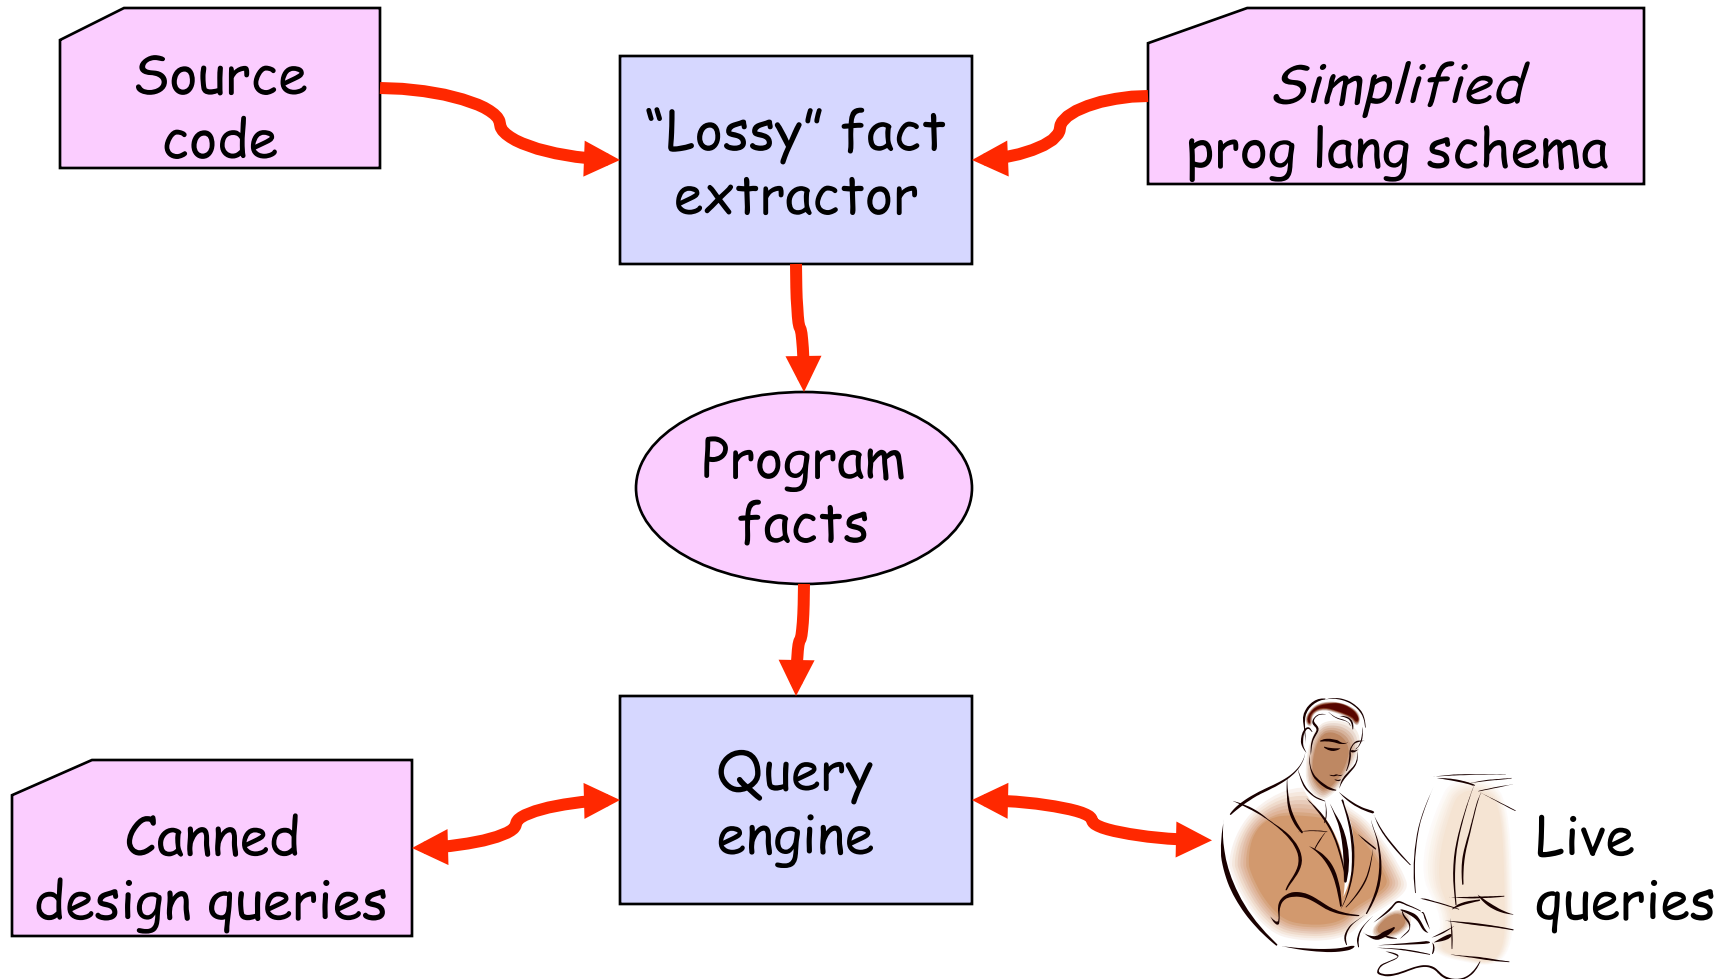 Source
code
“Lossy” fact
extractor
Simplified
prog lang schema
Program
facts
Query
engine
Canned
design queries
Live
queries